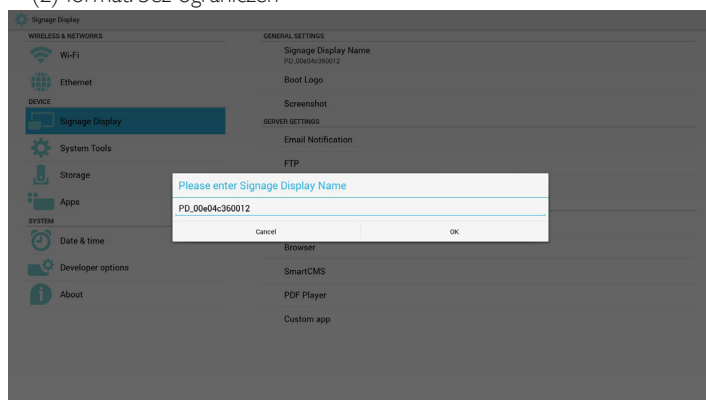 (2) format: bez ograniczeń
Signage Display
WIRELESS & NETWORKS
Wi-Fi
Ethernet
DEVICE
Signage Display
System Tools
Storage
Apps
SYSTEM
Date & time
Developer options
About
GENERAL SETTINGS
Signage Display Name
PD_00e04c360012
Boot Logo
Screenshot
SERVER SETTINGS
Email Notification
FTP
Please enter Signage Display Name
PD_00e04c360012
Cancel
OK
Browser
SmartCMS
PDF Player
Custom app